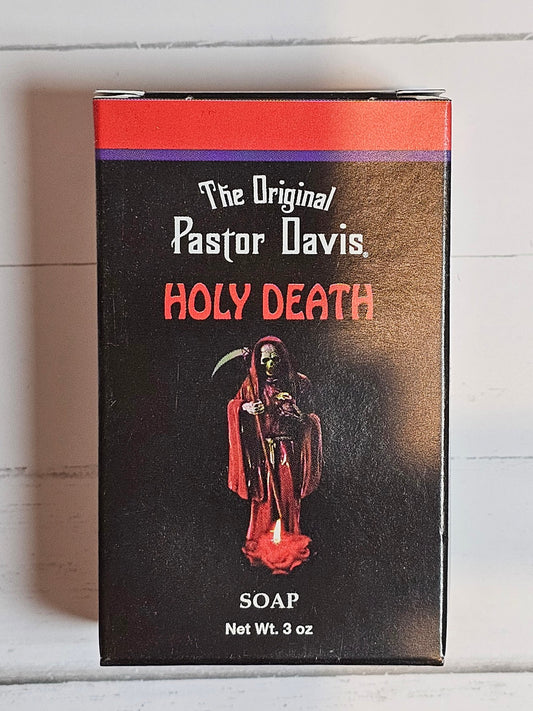 The Original
Pastor Davis®
HOLY DEATH
SOAP
Net Wt. 3 oz